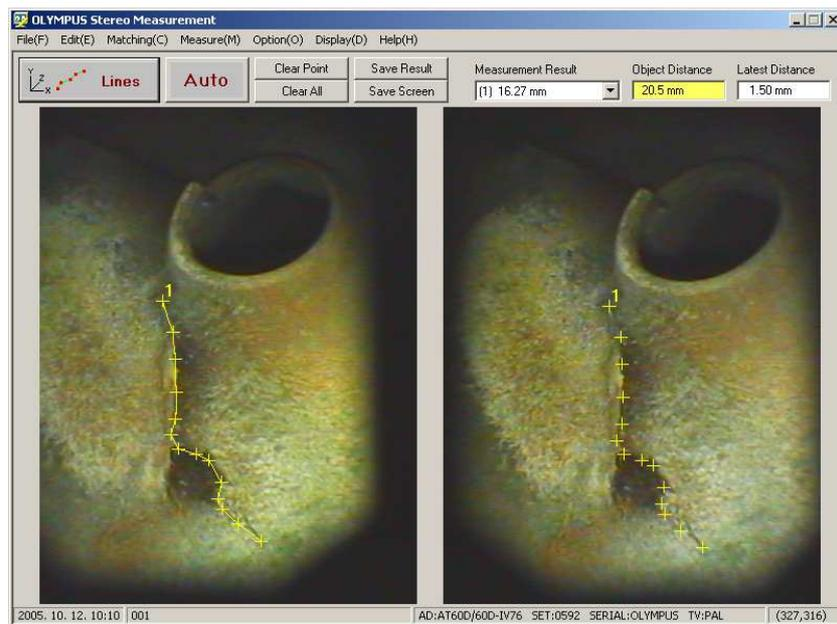 OLYMPUS Stereo Measurement
File(F) Edit(E) Matching(C) Measure(M) Option(O) Display(D) Help(H)
Y Z X Lines Auto Clear Point Save Result Measurement Result Object Distance Latest Distance
Clear All Save Screen (1) 16.27 mm 20.5 mm 1.50 mm
1 1
2005. 10. 12. 10:10 001 AD:AT60D/60D-IV76 SET:0592 SERIAL:OLYMPUS TV:PAL (327,316)